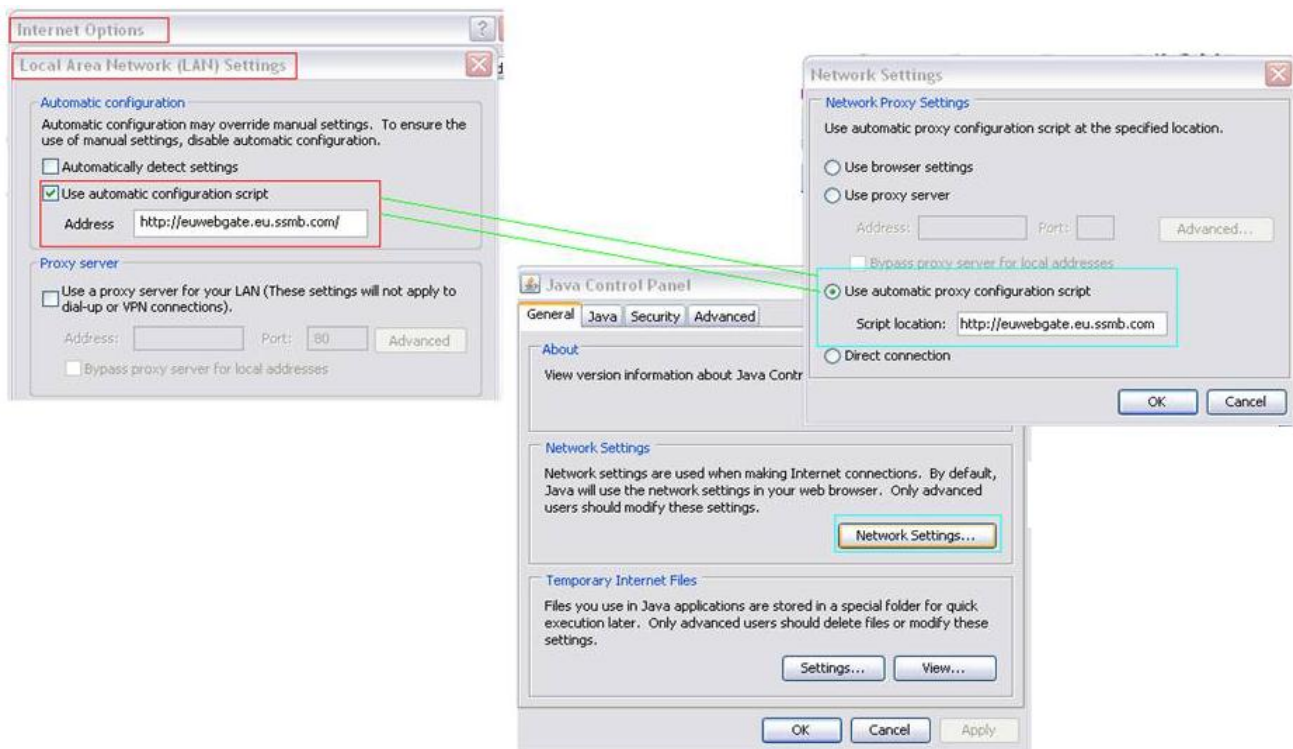 Internet Options
Local Area Network (LAN) Settings
Automatic configuration
Automatic configuration may override manual settings. To ensure the
use of manual settings, disable automatic configuration.
Automatically detect settings
Use automatic configuration script
Address http://euwebgate.eu.ssmb.com/
Proxy server
Use a proxy server for your LAN (These settings will not apply to
dial-up or VPN connections).
Address: Port: 80 Advanced
Bypass proxy server for local addresses
Network Settings
Network Proxy Settings
Use automatic proxy configuration script at the specified location.
Use browser settings
Use proxy server
Address: Port: Advanced...
Bypass proxy server for local addresses
Use automatic proxy configuration script
Script location: http://euwebgate.eu.ssmb.com
Direct connection
OK Cancel
Java Control Panel
General Java Security Advanced
About
View version information about Java Contr
Network Settings
Network settings are used when making Internet connections. By default,
Java will use the network settings in your web browser. Only advanced
users should modify these settings.
Network Settings...
Temporary Internet Files
Files you use in Java applications are stored in a special folder for quick
execution later. Only advanced users should delete files or modify these
settings.
Settings... View...
OK Cancel Apply